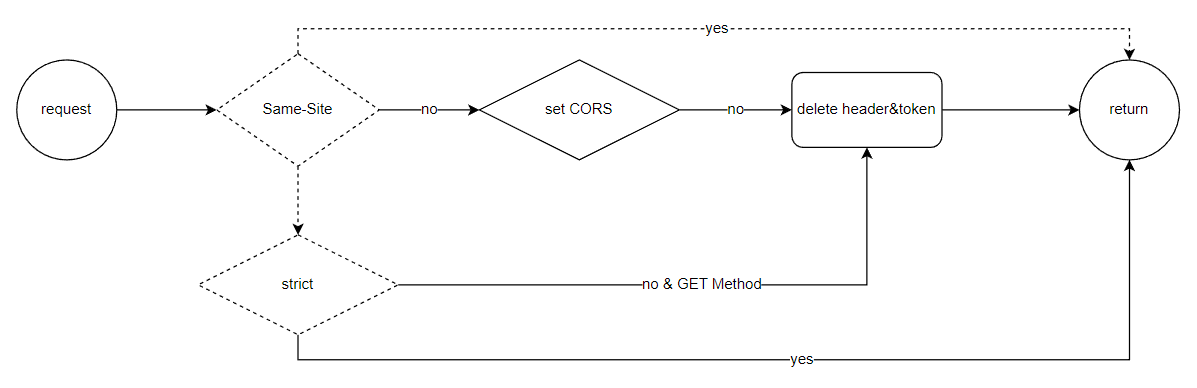 yes
request
Same-Site
no
set CORS
no
delete header&token
return
strict
no & GET Method
yes